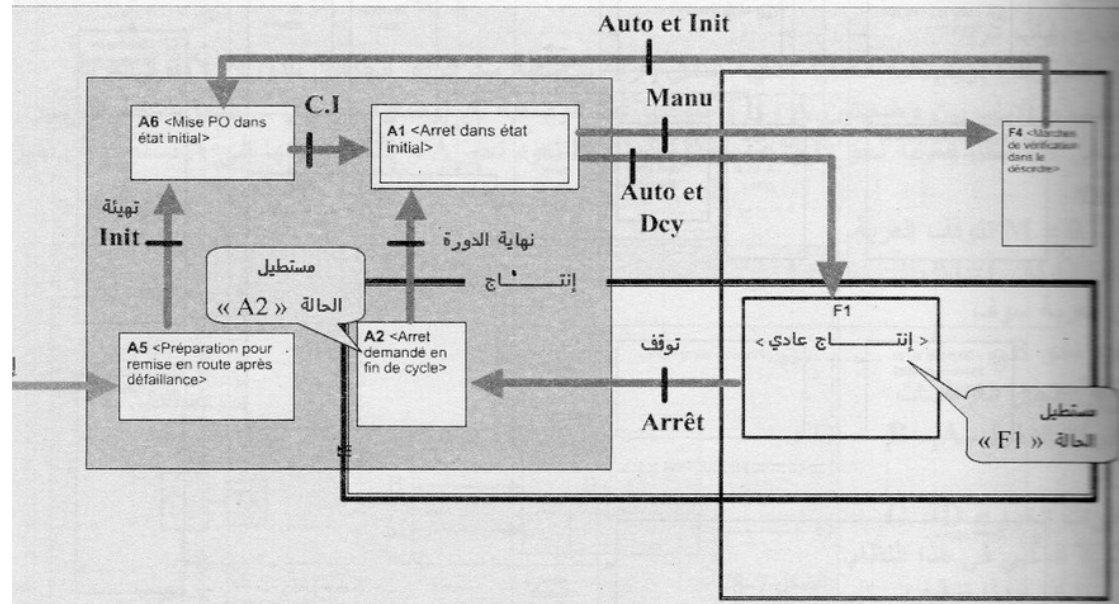 Auto et Init
Manu
C.I
A6 <Mise PO dans
état initial>
A1 <Arret dans état
initial>
F4 <Marches
de vérification
dans le
désordre>
Auto et
Dcy
تهيئة
Init
نهاية الدورة
إنتـــــــاج
مستطيل
الحالة « A2 »
A5 <Préparation pour
remise en route après
défaillance>
A2 <Arret
demandé en
fin de cycle>
توقف
Arrêt
F1
< إنتـــــــاج عادي >
مستطيل
الحالة « F1 »